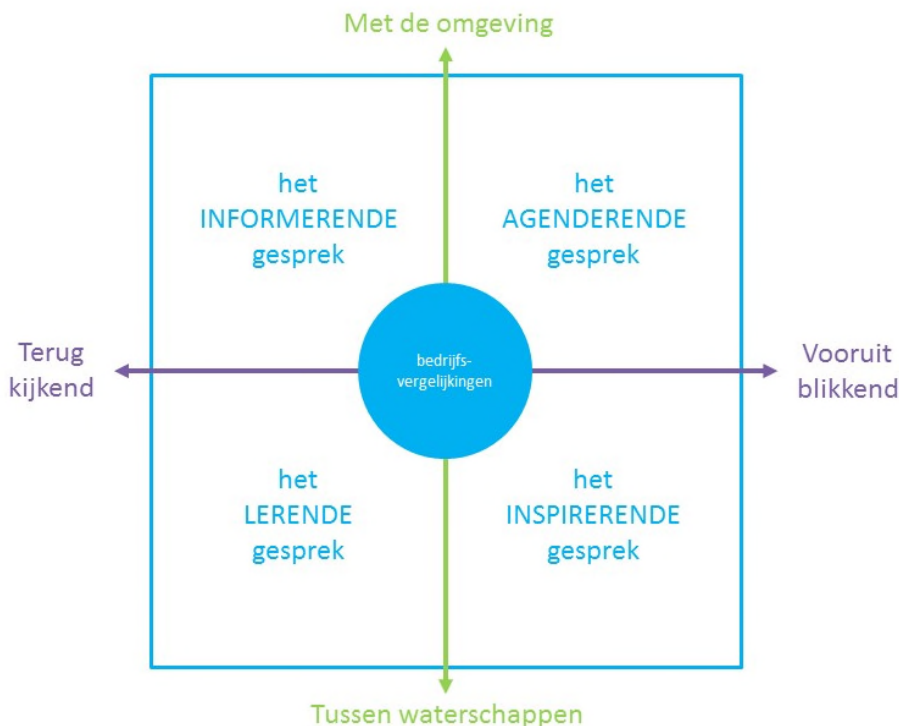 Met de omgeving
het
INFORMERENDE
gesprek
het
AGENDERENDE
gesprek
Terug
kijkend
bedrijfs-
vergelijkingen
Vooruit
blikkend
het
LERENDE
gesprek
het
INSPIRERENDE
gesprek
Tussen waterschappen